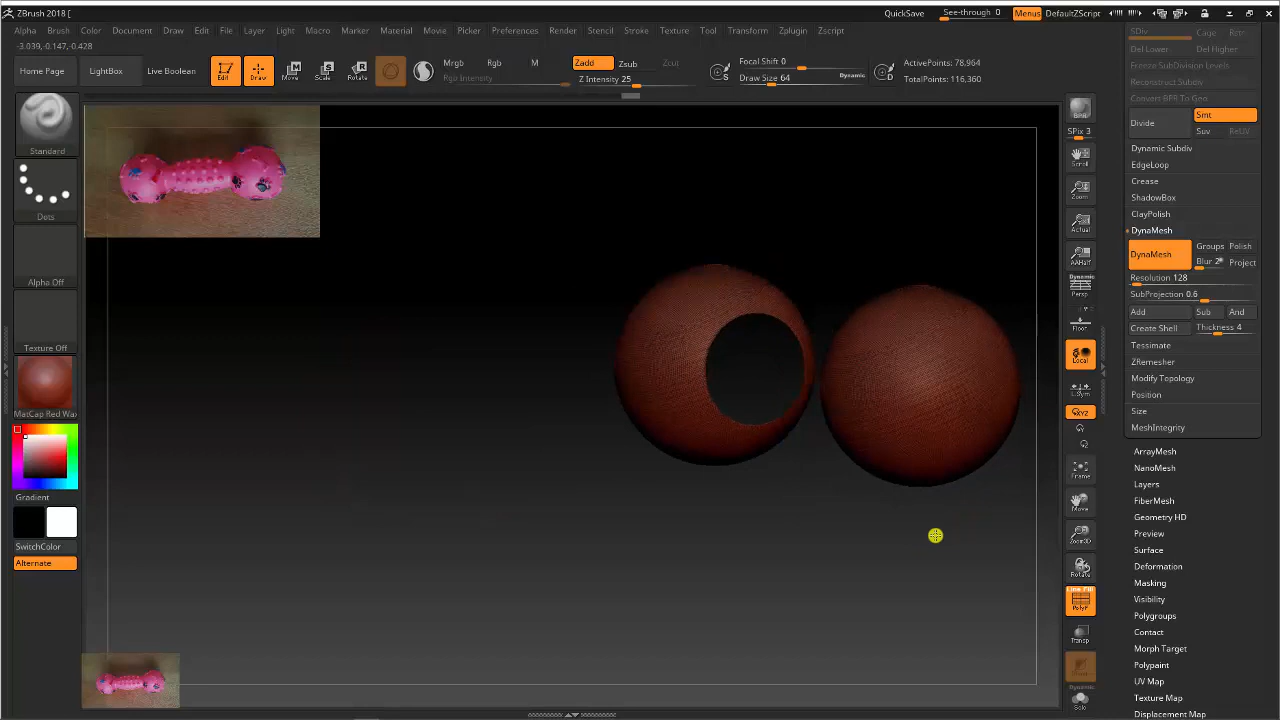 ZBrush 2018 [
QuickSave
See-through 0
Menus
DefaultZScript
Alpha Brush Color Document Draw Edit File Layer Light Macro Marker Material Movie Picker Preferences Render Stencil Stroke Texture Tool Transform Zplugin Zscript
-3.039,-0.147,-0.428
Home Page
LightBox
Live Boolean
Edit
Draw
Move
Scale
Rotate
Mrgb Rgb M
Rgb Intensity
Zadd Zsub Zcut
Z Intensity 25
Focal Shift 0
Draw Size 64
Dynamic
ActivePoints: 78,964
TotalPoints: 116,360
Standard
Dots
Alpha Off
Texture Off
MatCap Red Wax
Gradient
SwitchColor
Alternate
SPix 3
Scroll
Zoom
Actual
AAHalf
Dynamic
Persp
Floor
Local
L.Sym
Frame
Move
Zoom3D
Rotate
Line Fill
PolyF
Transp
Dynamic
Solo
SDiv
Cage
Del Lower
Del Higher
Freeze SubDivision Levels
Reconstruct Subdiv
Convert BPR To Geo
Divide
Smt
Suv
ReUV
Dynamic Subdiv
EdgeLoop
Crease
ShadowBox
ClayPolish
DynaMesh
DynaMesh
Groups
Polish
Blur 2
Project
Resolution 128
SubProjection 0.6
Add
Sub
And
Create Shell
Thickness 4
Tessimate
ZRemesher
Modify Topology
Position
Size
MeshIntegrity
ArrayMesh
NanoMesh
Layers
FiberMesh
Geometry HD
Preview
Surface
Deformation
Masking
Visibility
Polygroups
Contact
Morph Target
Polypaint
UV Map
Texture Map
Displacement Map